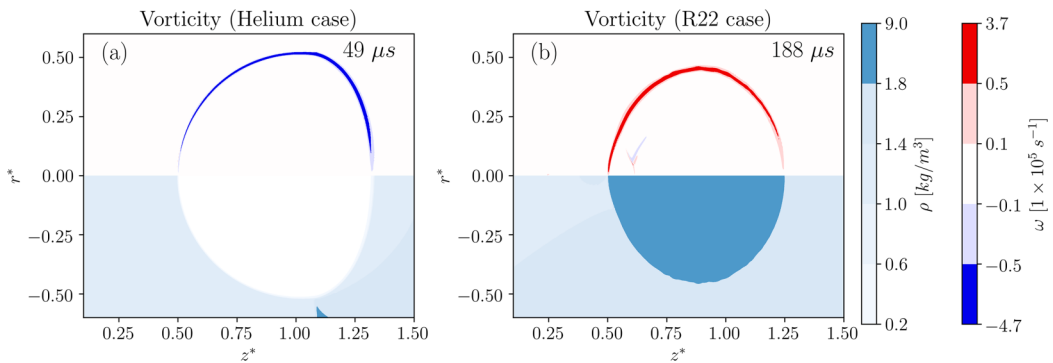 Vorticity (Helium case)
Vorticity (R22 case)
(a)
49 μs
(b)
188 μs
0.50
0.25
0.00
−0.25
−0.50
r*
0.25 0.50 0.75 1.00 1.25 1.50
z*
0.50
0.25
0.00
−0.25
−0.50
r*
0.25 0.50 0.75 1.00 1.25 1.50
z*
9.0
1.8
1.4
1.0
0.6
0.2
ρ [kg/m³]
3.7
0.5
0.1
−0.1
−0.5
−4.7
ω [1 × 10⁵ s⁻¹]